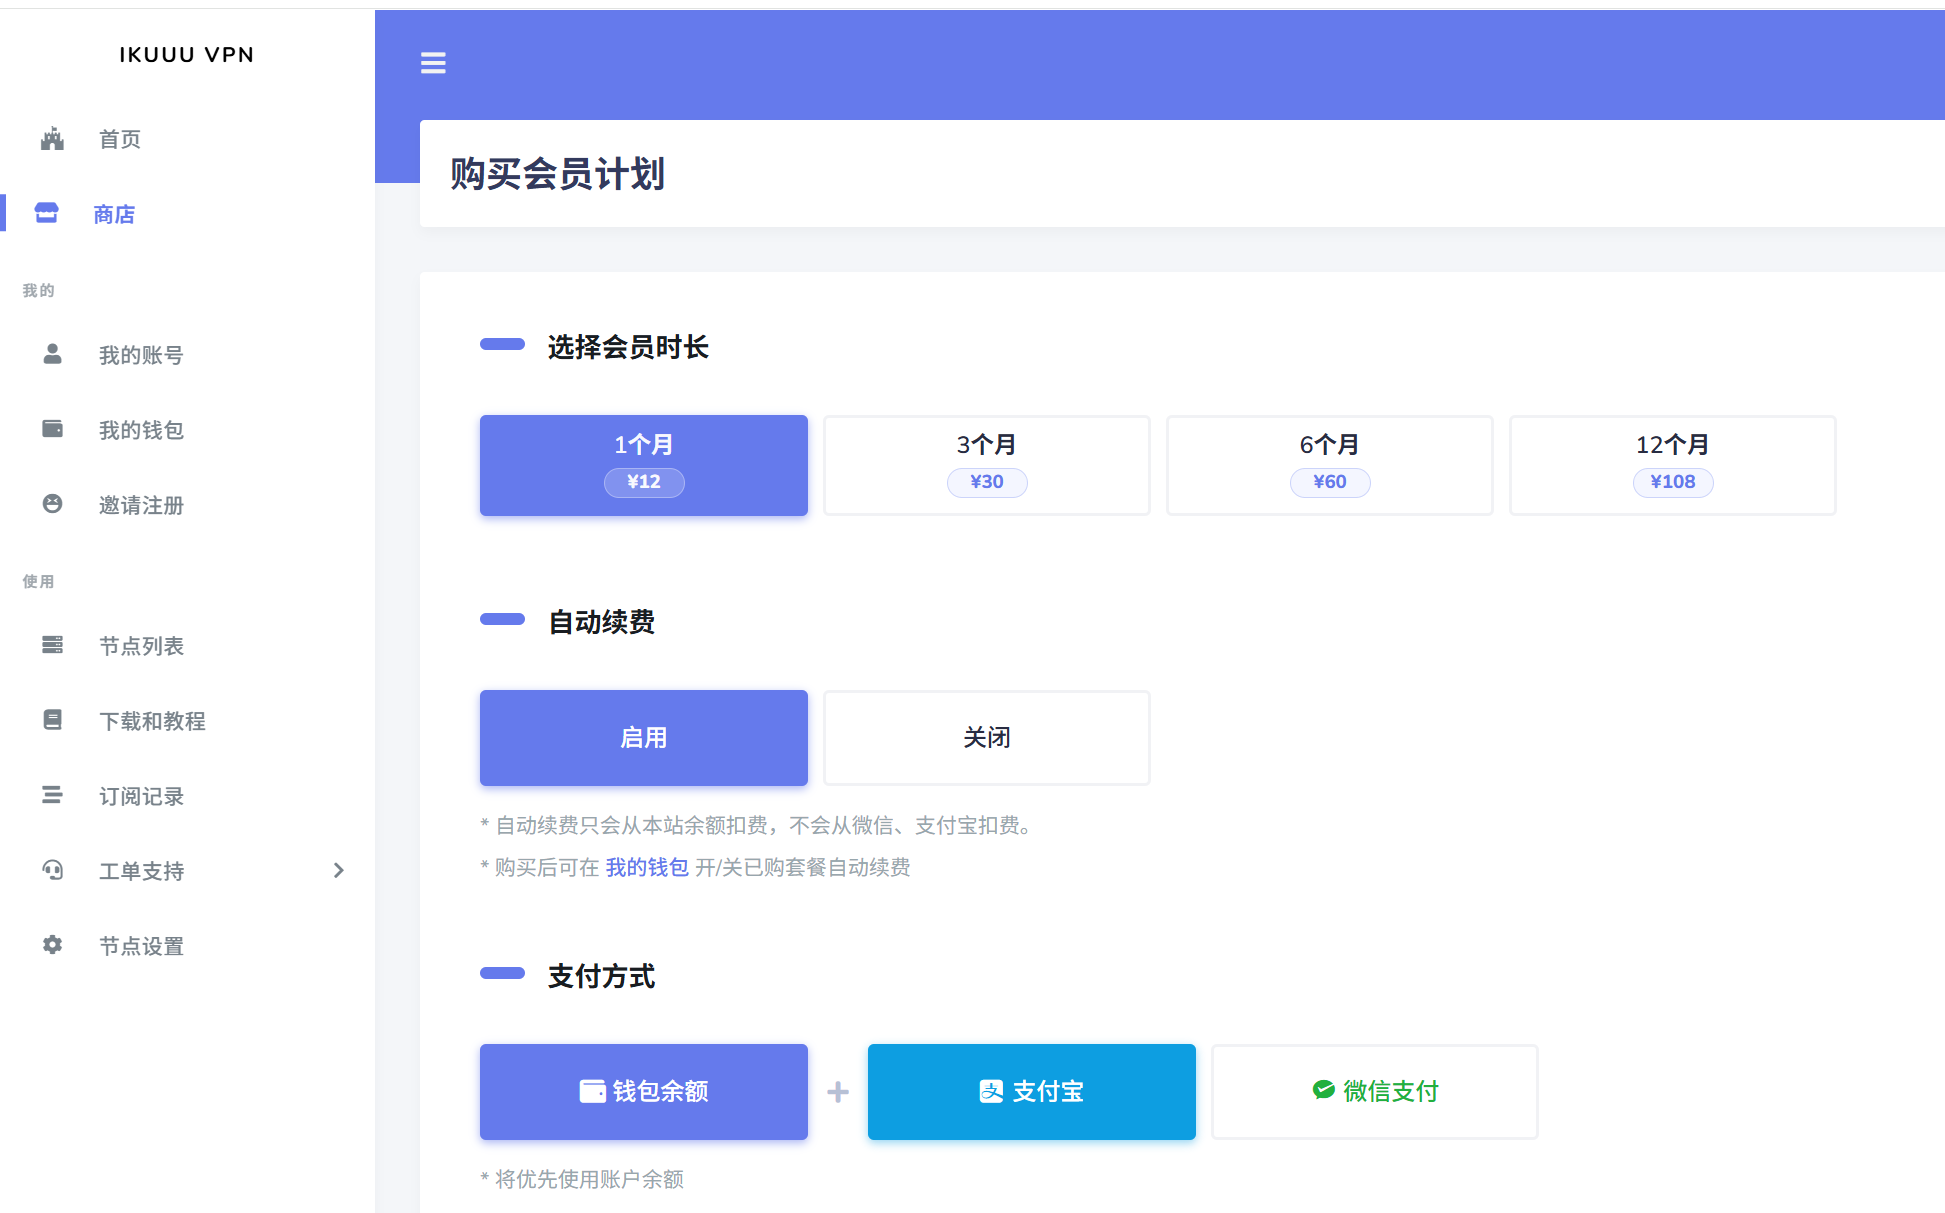 IKUUU VPN
首页
商店
我的
我的账号
我的钱包
邀请注册
使用
节点列表
下载和教程
订阅记录
工单支持
节点设置
购买会员计划
选择会员时长
1个月
¥12
3个月
¥30
6个月
¥60
12个月
¥108
自动续费
启用
关闭
* 自动续费只会从本站余额扣费，不会从微信、支付宝扣费。
* 购买后可在 我的钱包 开/关已购套餐自动续费
支付方式
钱包余额
支付宝
微信支付
* 将优先使用账户余额